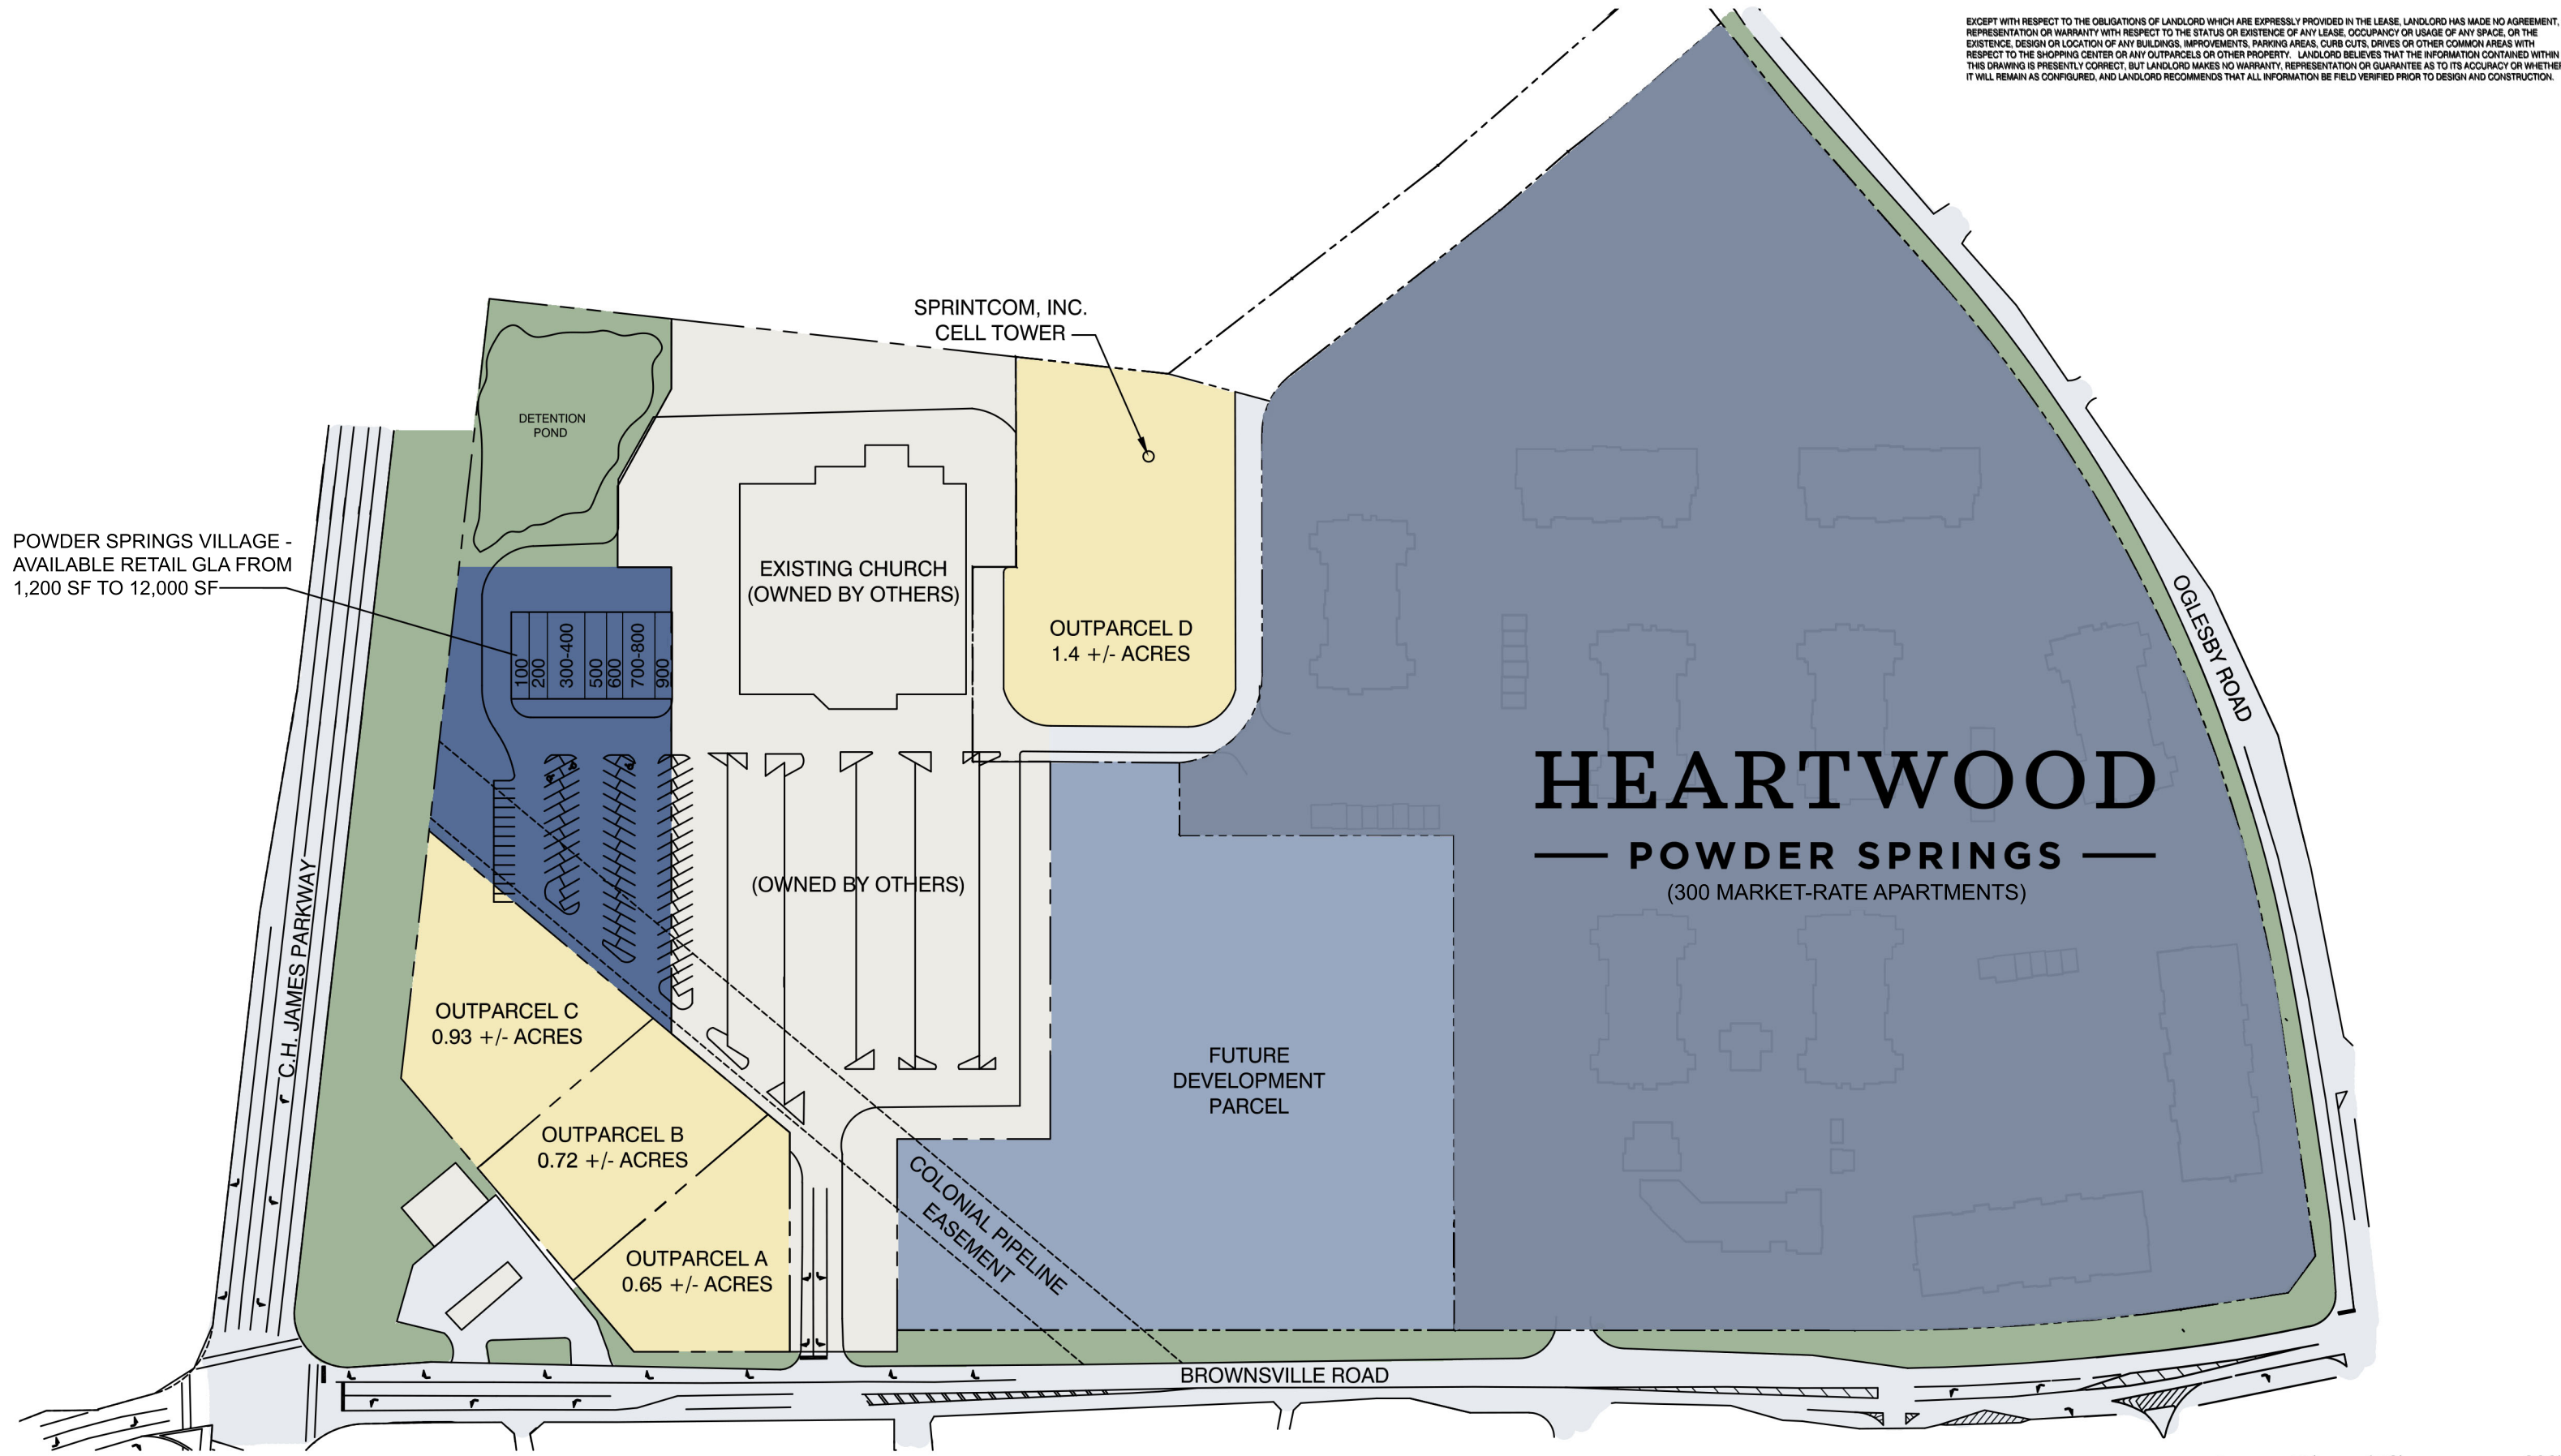 EXCEPT WITH RESPECT TO THE OBLIGATIONS OF LANDLORD WHICH ARE EXPRESSLY PROVIDED IN THE LEASE, LANDLORD HAS MADE NO AGREEMENT,
REPRESENTATION OR WARRANTY WITH RESPECT TO THE STATUS OR EXISTENCE OF ANY LEASE, OCCUPANCY OR USAGE OF ANY SPACE, OR THE
EXISTENCE, DESIGN OR LOCATION OF ANY BUILDINGS, IMPROVEMENTS, PARKING AREAS, CURB CUTS, DRIVES OR OTHER COMMON AREAS WITH
RESPECT TO THE SHOPPING CENTER OR ANY OUTPARCELS OR OTHER PROPERTY. LANDLORD BELIEVES THAT THE INFORMATION CONTAINED WITHIN
THIS DRAWING IS PRESENTLY CORRECT, BUT LANDLORD MAKES NO WARRANTY, REPRESENTATION OR GUARANTEE AS TO ITS ACCURACY OR WHETHER
IT WILL REMAIN AS CONFIGURED, AND LANDLORD RECOMMENDS THAT ALL INFORMATION BE FIELD VERIFIED PRIOR TO DESIGN AND CONSTRUCTION.
SPRINTCOM, INC.
CELL TOWER
DETENTION
POND
POWDER SPRINGS VILLAGE -
AVAILABLE RETAIL GLA FROM
1,200 SF TO 12,000 SF
EXISTING CHURCH
(OWNED BY OTHERS)
OUTPARCEL D
1.4 +/- ACRES
100
200
300-400
500
600
700-800
900
OGLESBY ROAD
HEARTWOOD
POWDER SPRINGS
(300 MARKET-RATE APARTMENTS)
(OWNED BY OTHERS)
C.H. JAMES PARKWAY
OUTPARCEL C
0.93 +/- ACRES
FUTURE
DEVELOPMENT
PARCEL
OUTPARCEL B
0.72 +/- ACRES
COLONIAL PIPELINE
EASEMENT
OUTPARCEL A
0.65 +/- ACRES
BROWNSVILLE ROAD